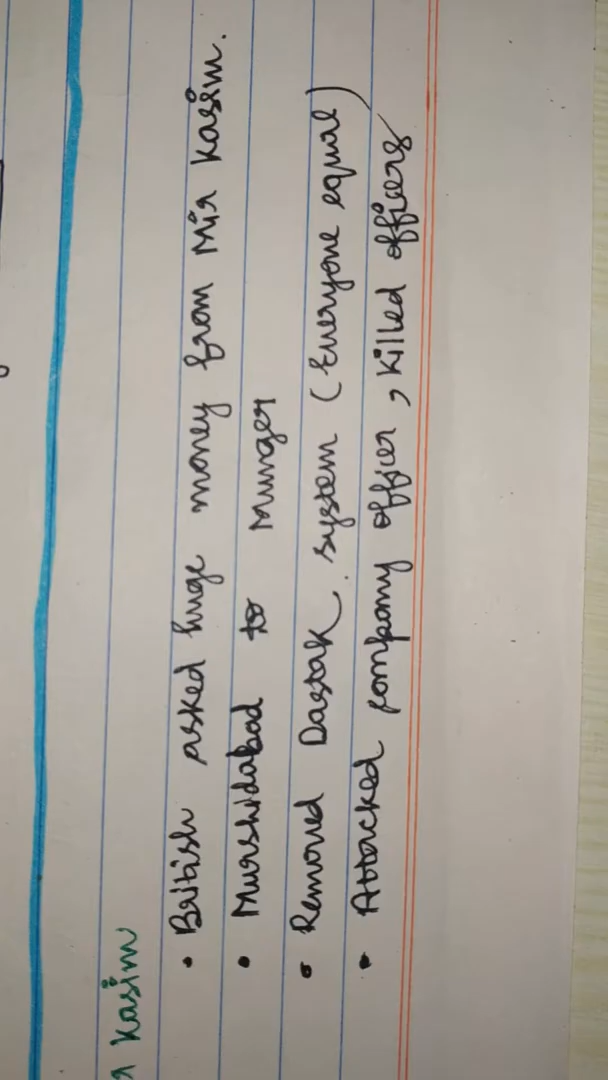 Kasim
• British asked huge money from Mir Kasim.
• Murshidabad to Munger
• Removed Dastak system (Everyone equal)
• Attacked company officer, killed officers